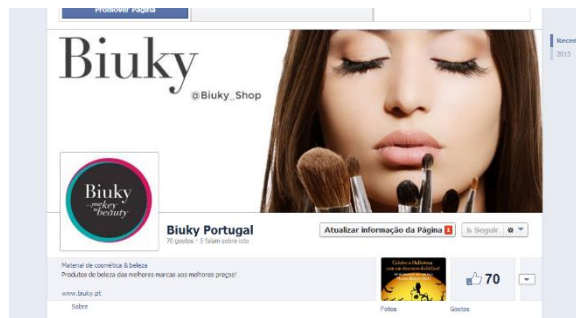 Promover Página
Biuky
@Biuky_Shop
Recen
2013
Biuky
your key
to beauty
Biuky Portugal
70 gostos · 5 falam sobre isto
Atualizar informação da Página 1
Seguir
Material de cosmética & beleza
Produtos de beleza das melhores marcas aos melhores preços!
www.biuky.pt
Sobre
70
Fotos
Gostos